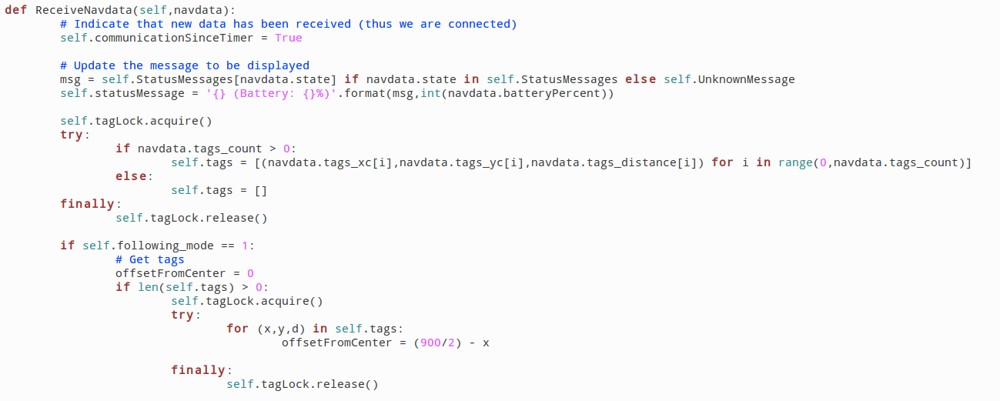 def ReceiveNavdata(self,navdata):
        # Indicate that new data has been received (thus we are connected)
        self.communicationSinceTimer = True

        # Update the message to be displayed
        msg = self.StatusMessages[navdata.state] if navdata.state in self.StatusMessages else self.UnknownMessage
        self.statusMessage = '{} (Battery: {}%)'.format(msg,int(navdata.batteryPercent))

        self.tagLock.acquire()
        try:
                if navdata.tags_count > 0:
                        self.tags = [(navdata.tags_xc[i],navdata.tags_yc[i],navdata.tags_distance[i]) for i in range(0,navdata.tags_count)]
                else:
                        self.tags = []
        finally:
                self.tagLock.release()

        if self.following_mode == 1:
                # Get tags
                offsetFromCenter = 0
                if len(self.tags) > 0:
                        self.tagLock.acquire()
                        try:
                                for (x,y,d) in self.tags:
                                        offsetFromCenter = (900/2) - x

                        finally:
                                self.tagLock.release()